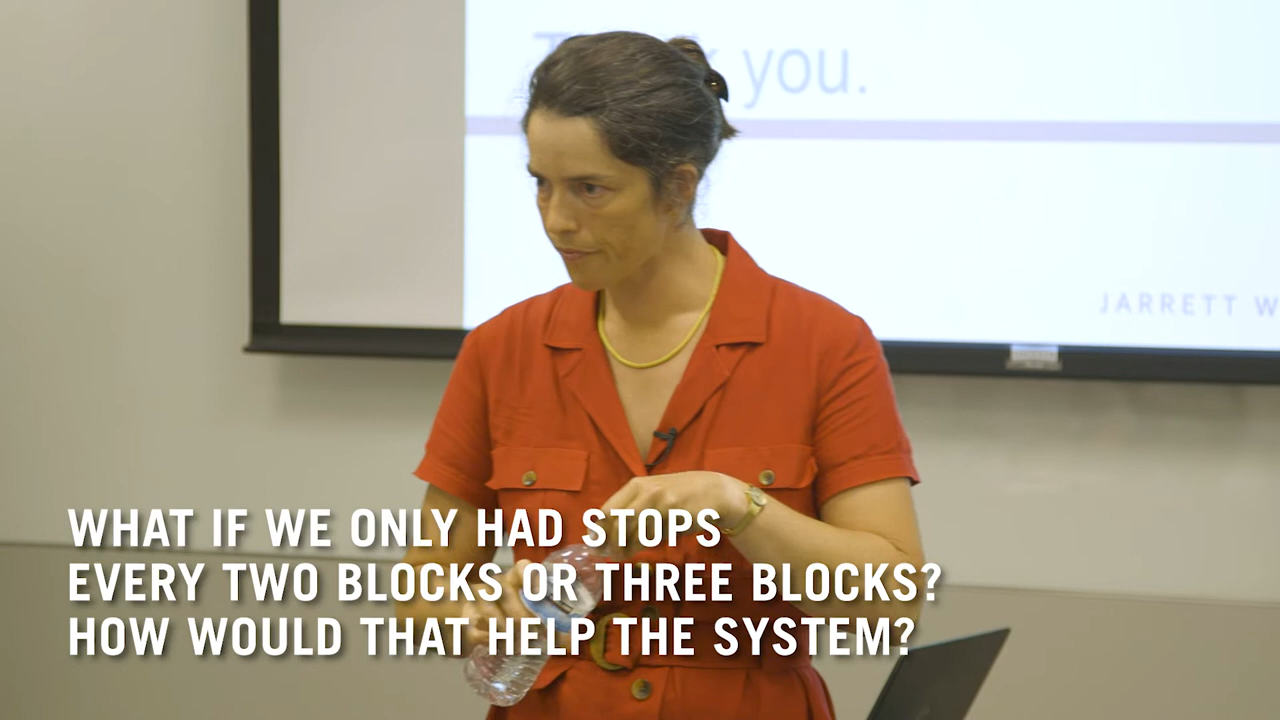 you.
JARRETT W
WHAT IF WE ONLY HAD STOPS
EVERY TWO BLOCKS OR THREE BLOCKS?
HOW WOULD THAT HELP THE SYSTEM?